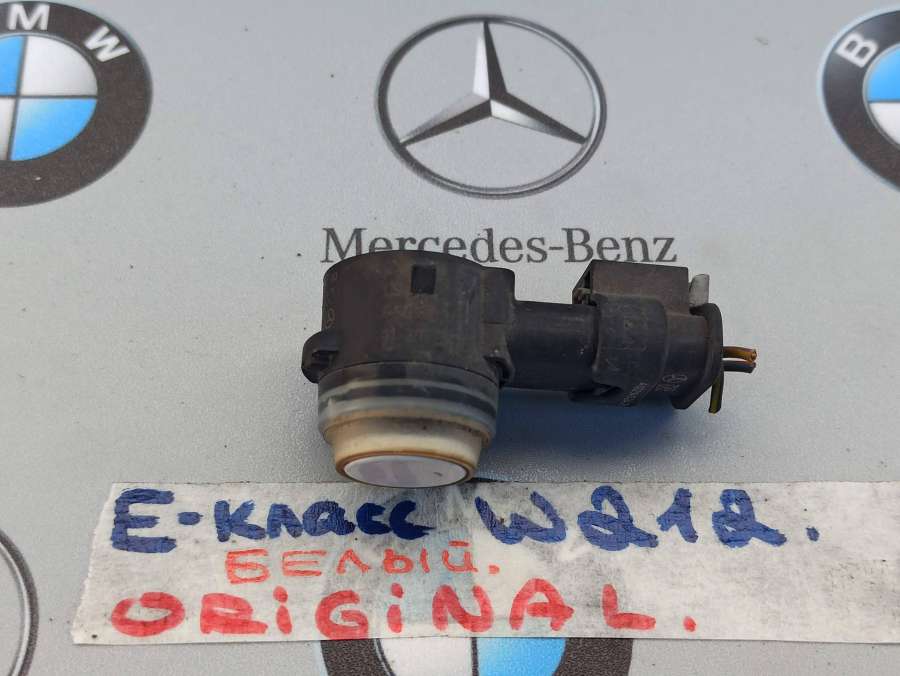 BMW
B
Mercedes-Benz
E-класс W212.
БЕЛЫЙ.
ORiGiNAL.